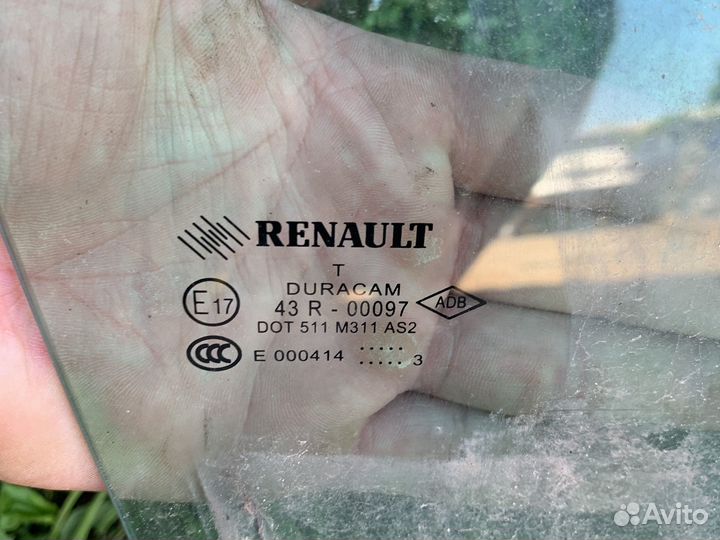 RENAULT
T
DURACAM
E17 43 R - 00097 ADB
DOT 511 M311 AS2
CCC E 000414 ..... ..... 3
Avito